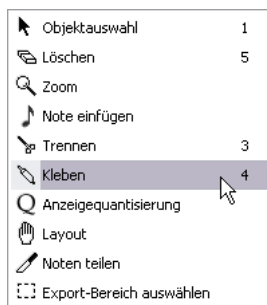 Objektauswahl 1
Löschen 5
Zoom
Note einfügen
Trennen 3
Kleben 4
Anzeigequantisierung
Layout
Noten teilen
Export-Bereich auswählen